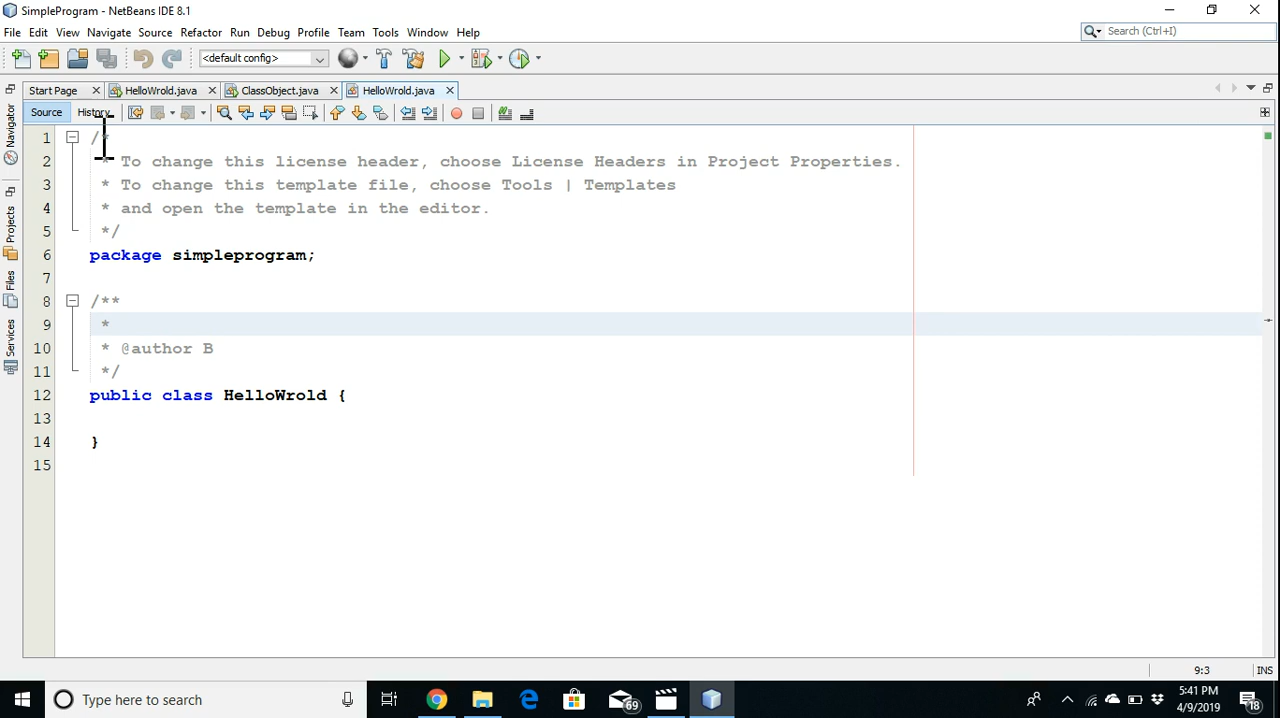 SimpleProgram - NetBeans IDE 8.1
File Edit View Navigate Source Refactor Run Debug Profile Team Tools Window Help
Search (Ctrl+I)
<default config>
Start Page HelloWrold.java ClassObject.java HelloWrold.java
Source History
Navigator
Projects
Files
Services
1 /*
2 * To change this license header, choose License Headers in Project Properties.
3 * To change this template file, choose Tools | Templates
4 * and open the template in the editor.
5 */
6 package simpleprogram;
7
8 /**
9 *
10 * @author B
11 */
12 public class HelloWrold {
13
14 }
15
9:3 INS
Type here to search
69
5:41 PM
4/9/2019
18